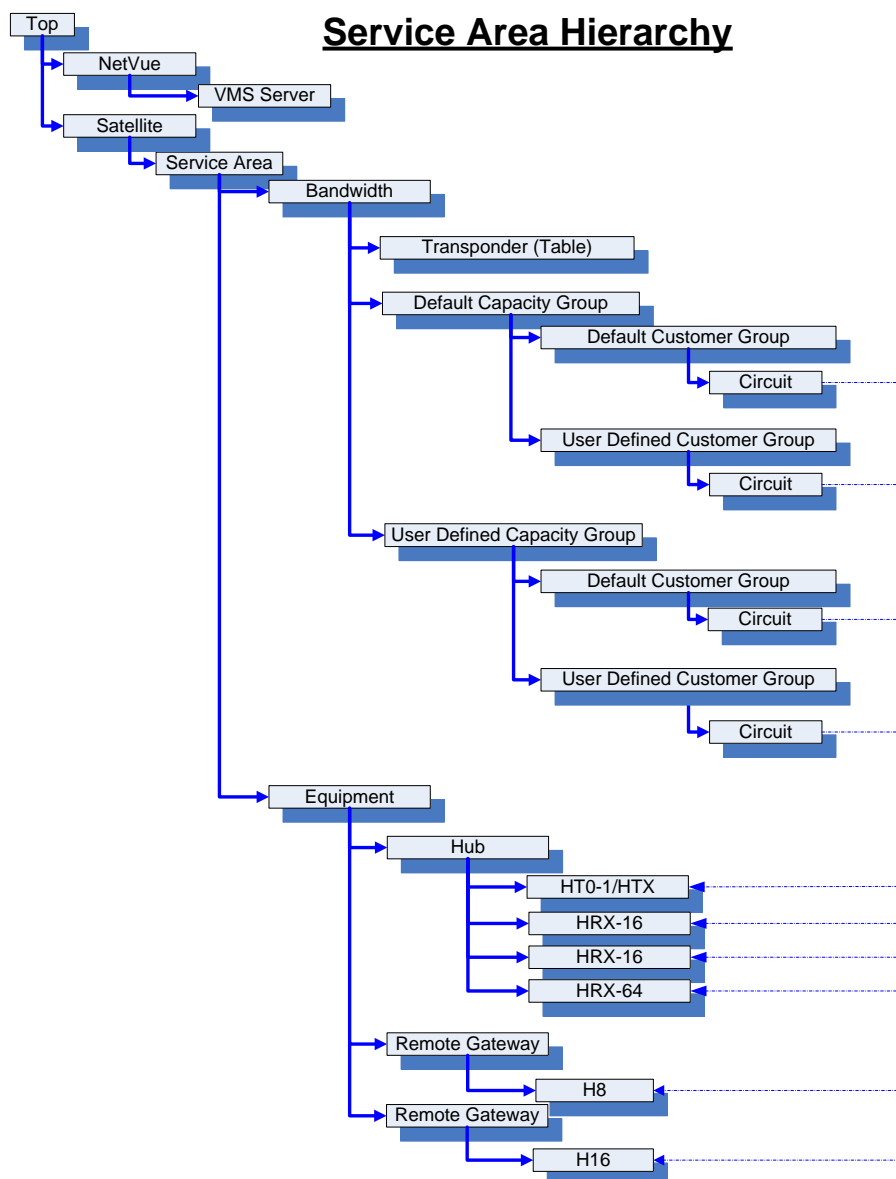 Service Area Hierarchy
Top
NetVue
VMS Server
Satellite
Service Area
Bandwidth
Transponder (Table)
Default Capacity Group
Default Customer Group
Circuit
User Defined Customer Group
Circuit
User Defined Capacity Group
Default Customer Group
Circuit
User Defined Customer Group
Circuit
Equipment
Hub
HT0-1/HTX
HRX-16
HRX-16
HRX-64
Remote Gateway
H8
Remote Gateway
H16